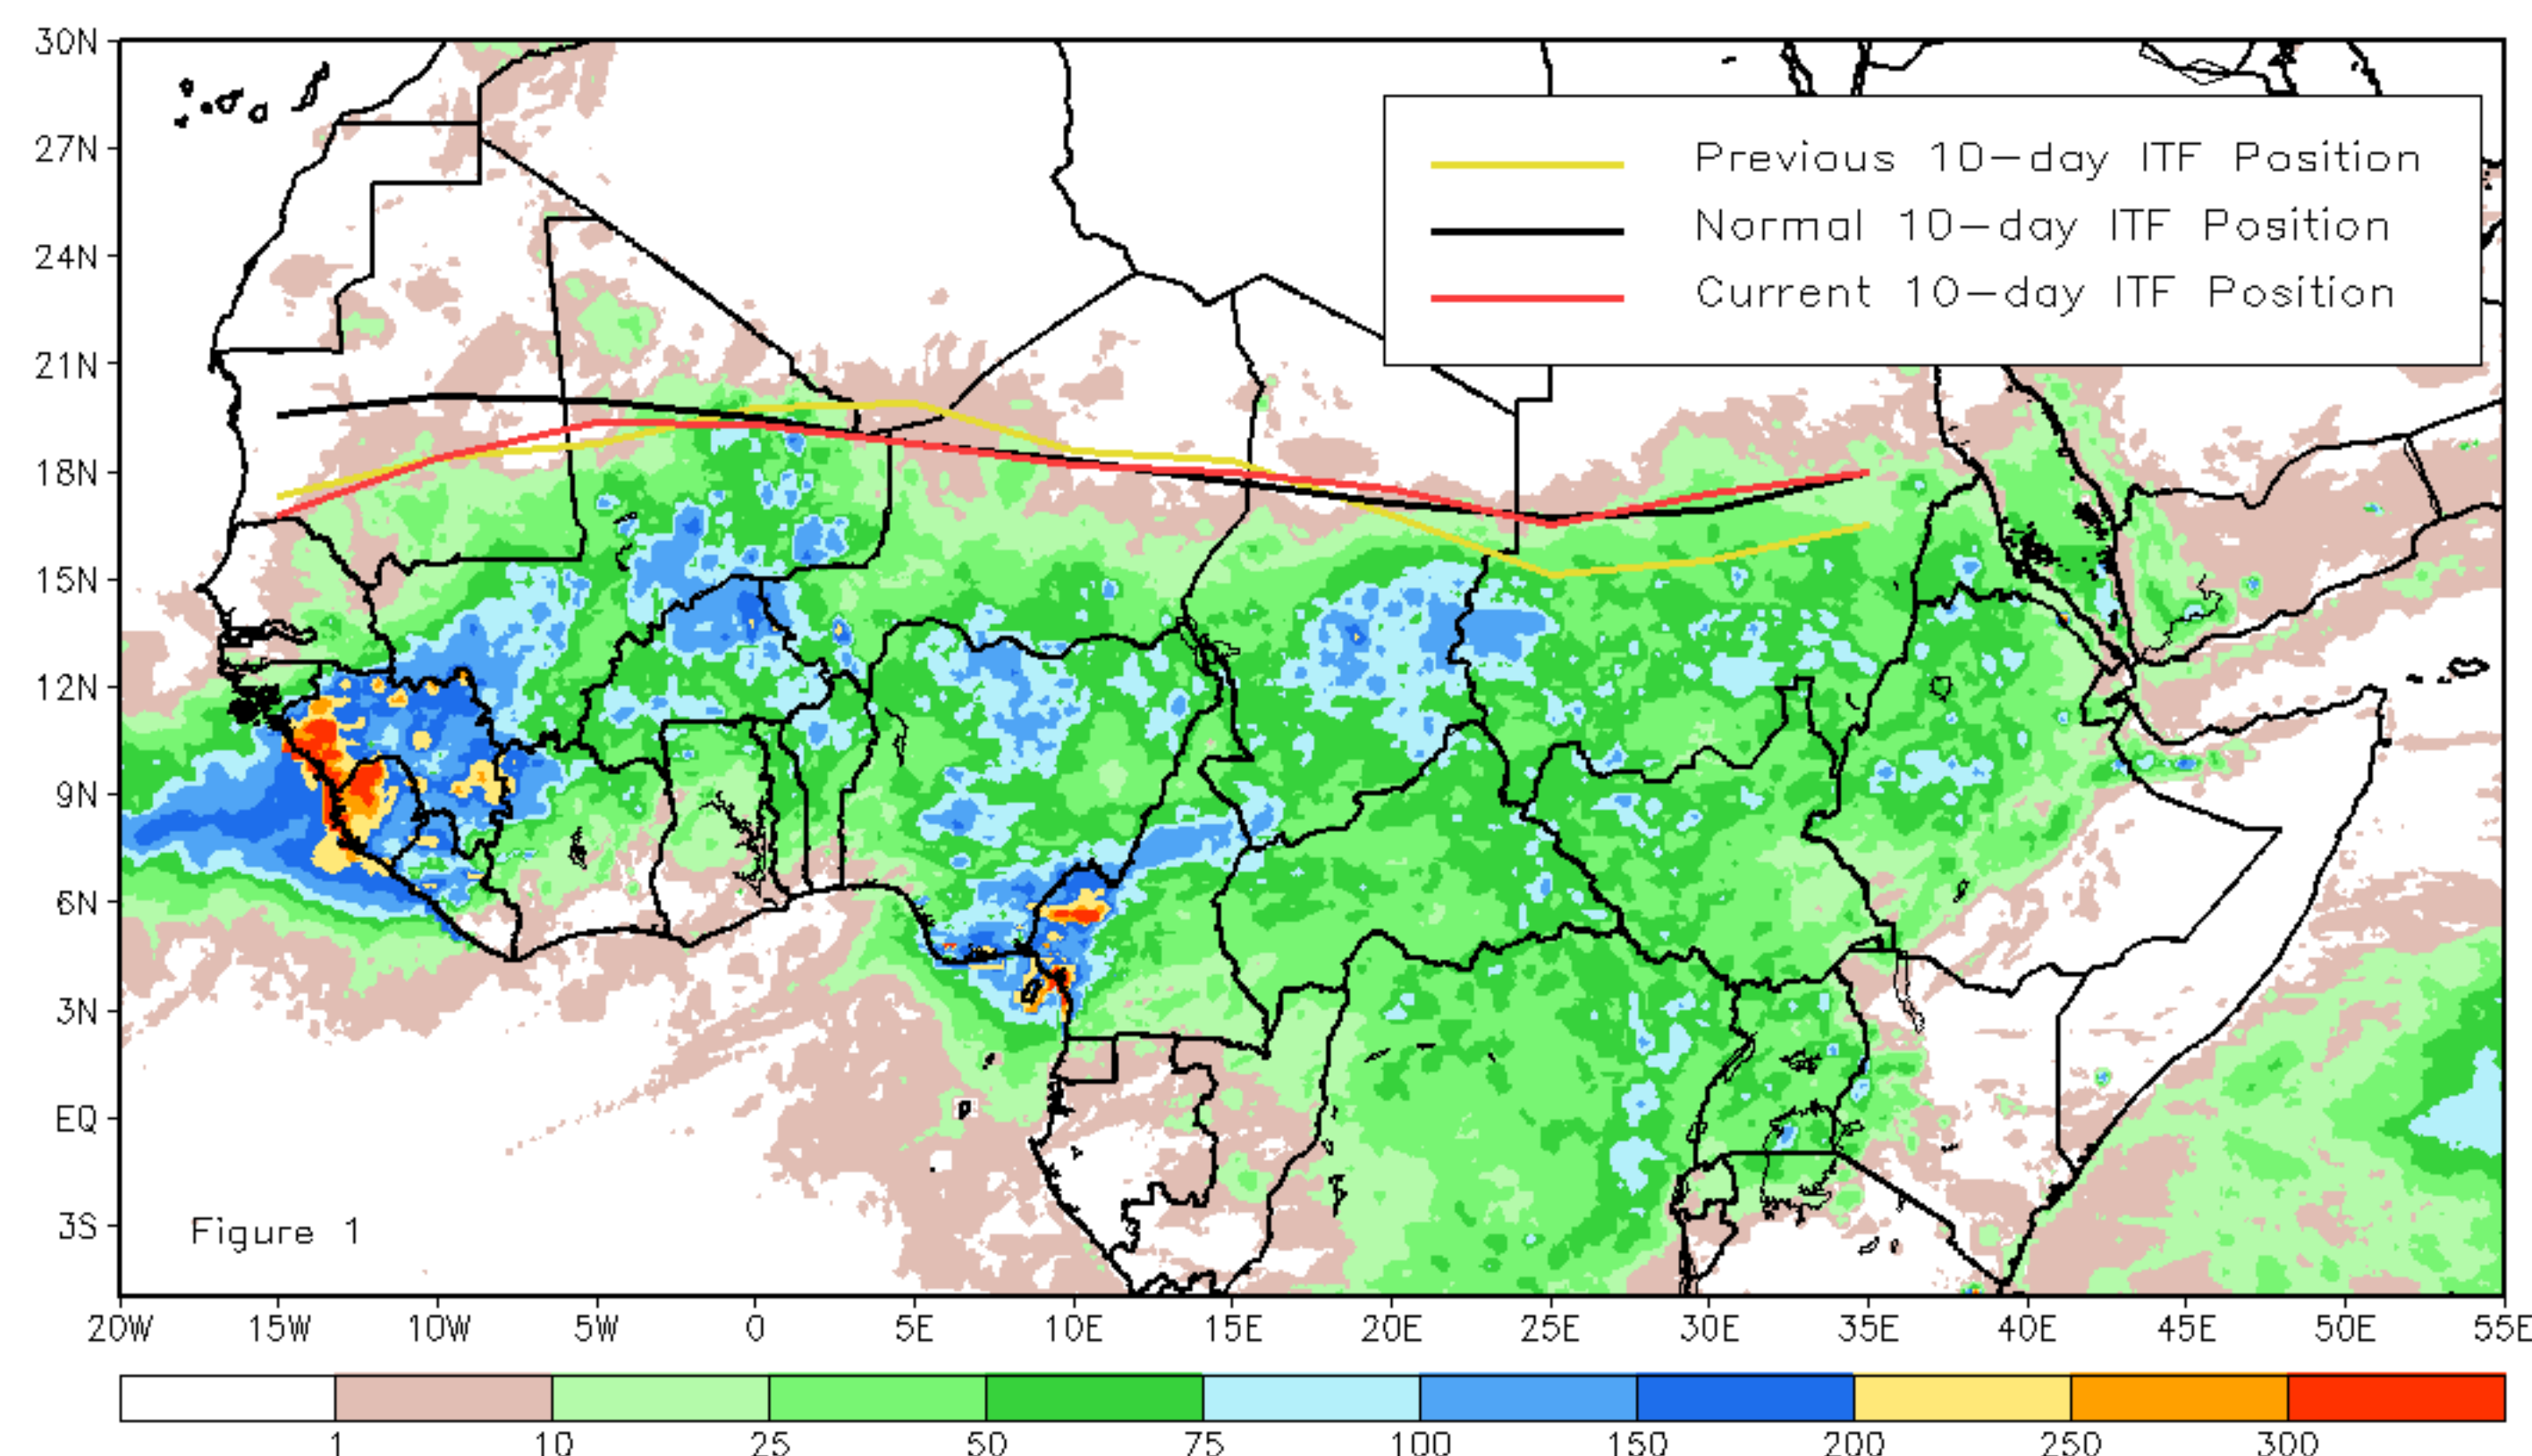 30N
27N
24N
21N
18N
15N
12N
9N
6N
3N
EQ
3S
Previous 10-day ITF Position
Normal 10-day ITF Position
Current 10-day ITF Position
Figure 1
20W 15W 10W 5W 0 5E 10E 15E 20E 25E 30E 35E 40E 45E 50E 55E
1 10 25 50 75 100 150 200 250 300